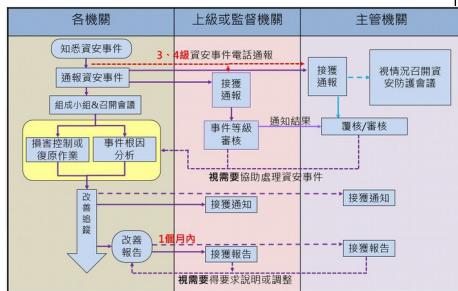 各機關
上級或監督機關
主管機關
知悉資安事件
3、4級資安事件電話通報
通報資安事件
接獲
通報
接獲
通報
視情況召開資
安防護會議
組成小組&召開會議
事件等級
審核
通知結果
覆核/審核
損害控制或
復原作業
事件根因
分析
視需要協助處理資安事件
改善追蹤
接獲通知
接獲通知
改善
報告
1個月內
接獲報告
接獲報告
視需要得要求說明或調整